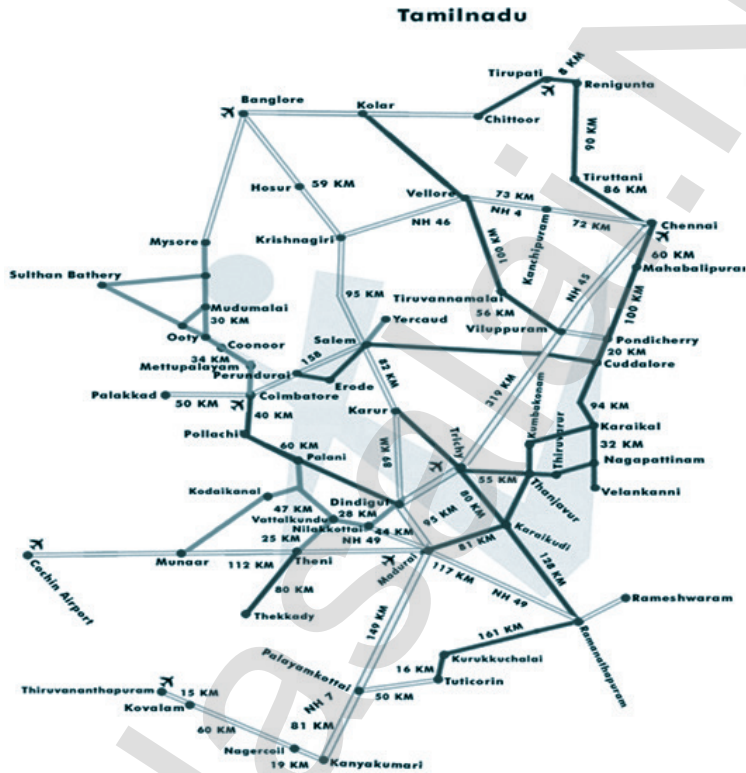 Tamilnadu
Tirupati
8 KM
Renigunta
Banglore
Kolar
Chittoor
90 KM
Tiruttani
86 KM
Hosur
59 KM
Vellore
73 KM
NH 4
Kanchipuram
72 KM
Chennai
Mysore
Krishnagiri
NH 46
60 KM
Mahabalipuram
Sulthan Bathery
100 KM
NH 45
95 KM
Tiruvannamalai
100 KM
Mudumalai
30 KM
Yercaud
56 KM
Viluppuram
Ooty
Coonoor
Salem
Pondicherry
34 KM
20 KM
Mettupalayam
158
Cuddalore
Perundurai
Erode
82 KM
319 KM
Palakkad
50 KM
Coimbatore
Karur
Kumbakonam
94 KM
40 KM
Trichy
Thiruvarur
Karaikal
Pollachi
32 KM
60 KM
Palani
89 KM
Nagapattinam
55 KM
Kodaikanal
Dindigul
80 KM
Thanjavur
Velankanni
47 KM
Vattalkundu
28 KM
Nilakkottai
44 KM
95 KM
Karaikudi
25 KM
NH 49
81 KM
Cochin Airport
Munaar
112 KM
Theni
Madurai
117 KM
128 KM
80 KM
NH 49
Rameshwaram
Thekkady
149 KM
161 KM
Ramanathapuram
Kurukkuchalai
Palayamkottai
16 KM
Tuticorin
Thiruvananthapuram
15 KM
50 KM
Kovalam
NH 7
60 KM
81 KM
Nagercoil
19 KM
Kanyakumari